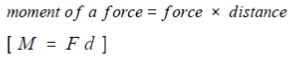 moment of a force = force × distance
[ M = F d ]